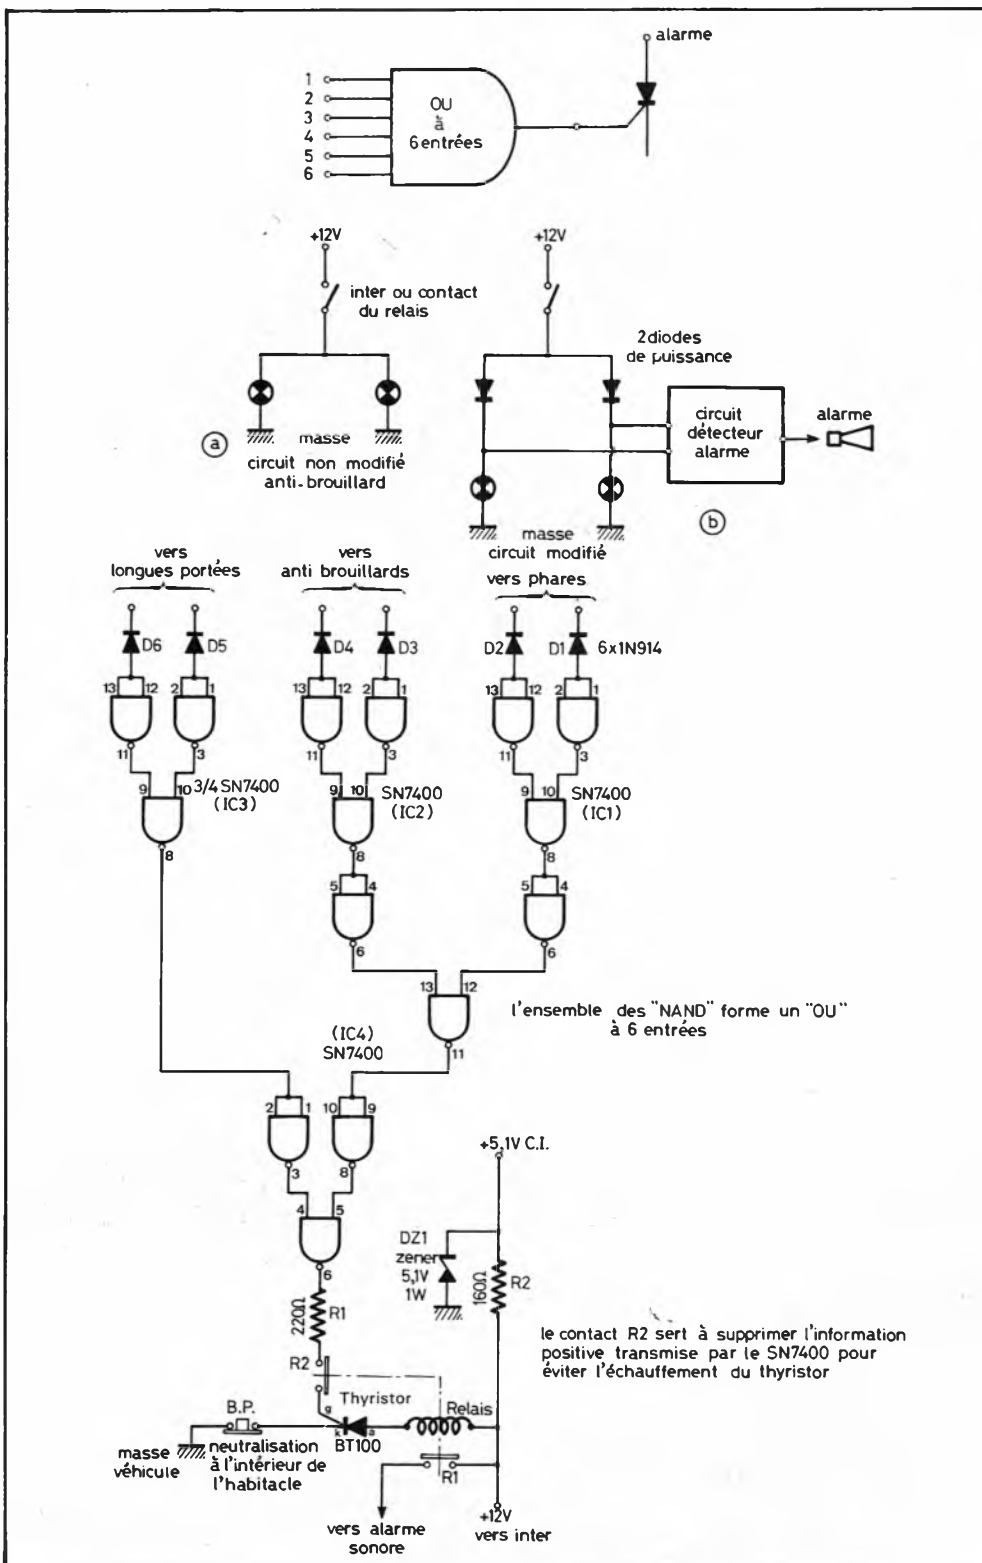 alarme
1
2
3
4
5
6
OU
à
6 entrées
+12V
inter ou contact
du relais
a
masse
circuit non modifié
anti-brouillard
+12V
2 diodes
de puissance
circuit
détecteur
alarme
alarme
b
masse
circuit modifié
vers
longues portées
vers
anti brouillards
vers phares
D6
D5
D4
D3
D2
D1
6x1N914
13
12
2
1
13
12
2
1
13
12
2
1
11
3
11
3
11
3
9
10
3/4 SN7400
(IC3)
9
10
SN7400
(IC2)
9
10
SN7400
(IC1)
8
8
8
5
4
5
4
6
6
13
12
l'ensemble des "NAND" forme un "OU"
à 6 entrées
11
(IC4)
SN7400
2
1
10
9
3
8
4
5
6
+5,1V C.I.
DZ1
zener
5,1V
1W
160Ω
R2
220Ω
R1
R2
le contact R2 sert à supprimer l'information
positive transmise par le SN7400 pour
éviter l'échauffement du thyristor
g
Thyristor
k
a
BT100
Relais
R1
B.P.
masse
véhicule
neutralisation
à l'intérieur de
l'habitacle
vers alarme
sonore
+12V
vers inter